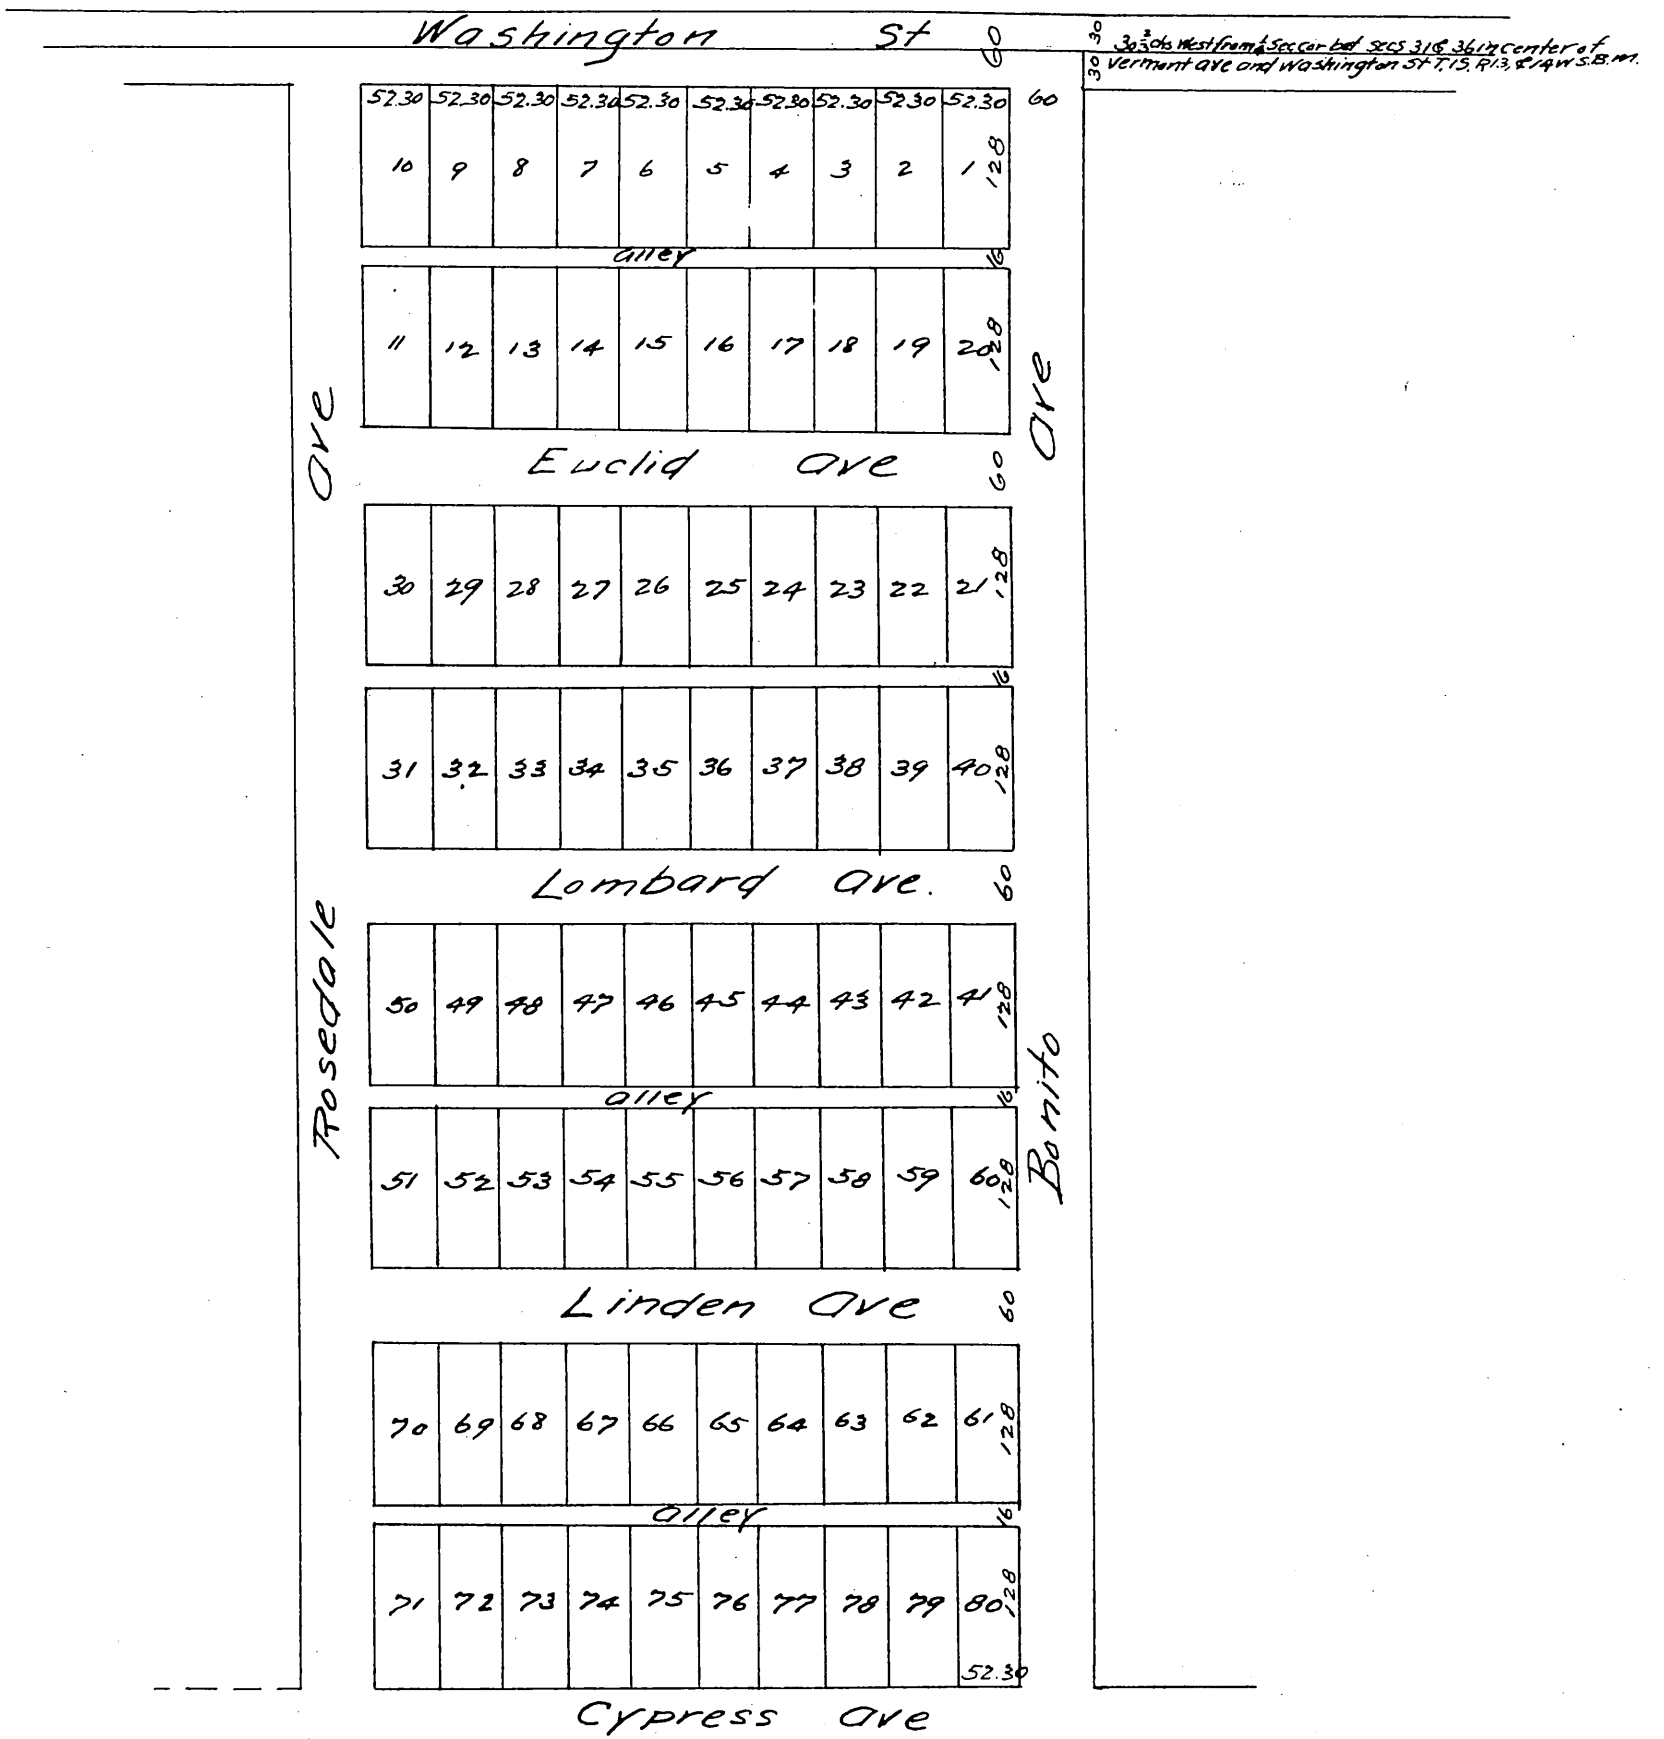 Washington St 60
30 30
30 2/3 chs West from 1/4 Sec cor bet secs 31 & 36 in center of
Vermont ave and Washington St T.1S. R13, & 14 W S.B.M.
52.30 52.30 52.30 52.30 52.30 52.30 52.30 52.30 52.30 52.30 60
10 9 8 7 6 5 4 3 2 1 128
alley 16
11 12 13 14 15 16 17 18 19 20 128
Euclid ave 60
30 29 28 27 26 25 24 23 22 21 128
16
31 32 33 34 35 36 37 38 39 40 128
Lombard ave. 60
50 49 48 47 46 45 44 43 42 41 128
alley 16
51 52 53 54 55 56 57 58 59 60 128
Linden ave 60
70 69 68 67 66 65 64 63 62 61 128
alley 16
71 72 73 74 75 76 77 78 79 80 128
52.30
Cypress ave
Rosedale ave
Bonito ave